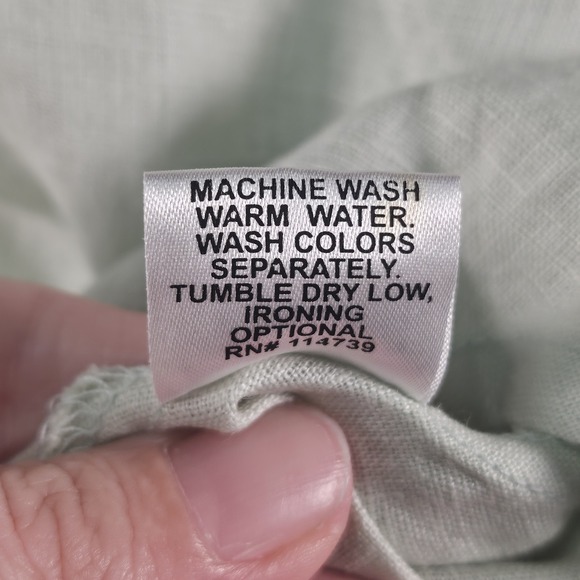 MACHINE WASH
WARM WATER.
WASH COLORS
SEPARATELY.
TUMBLE DRY LOW,
IRONING
OPTIONAL
RN# 114739